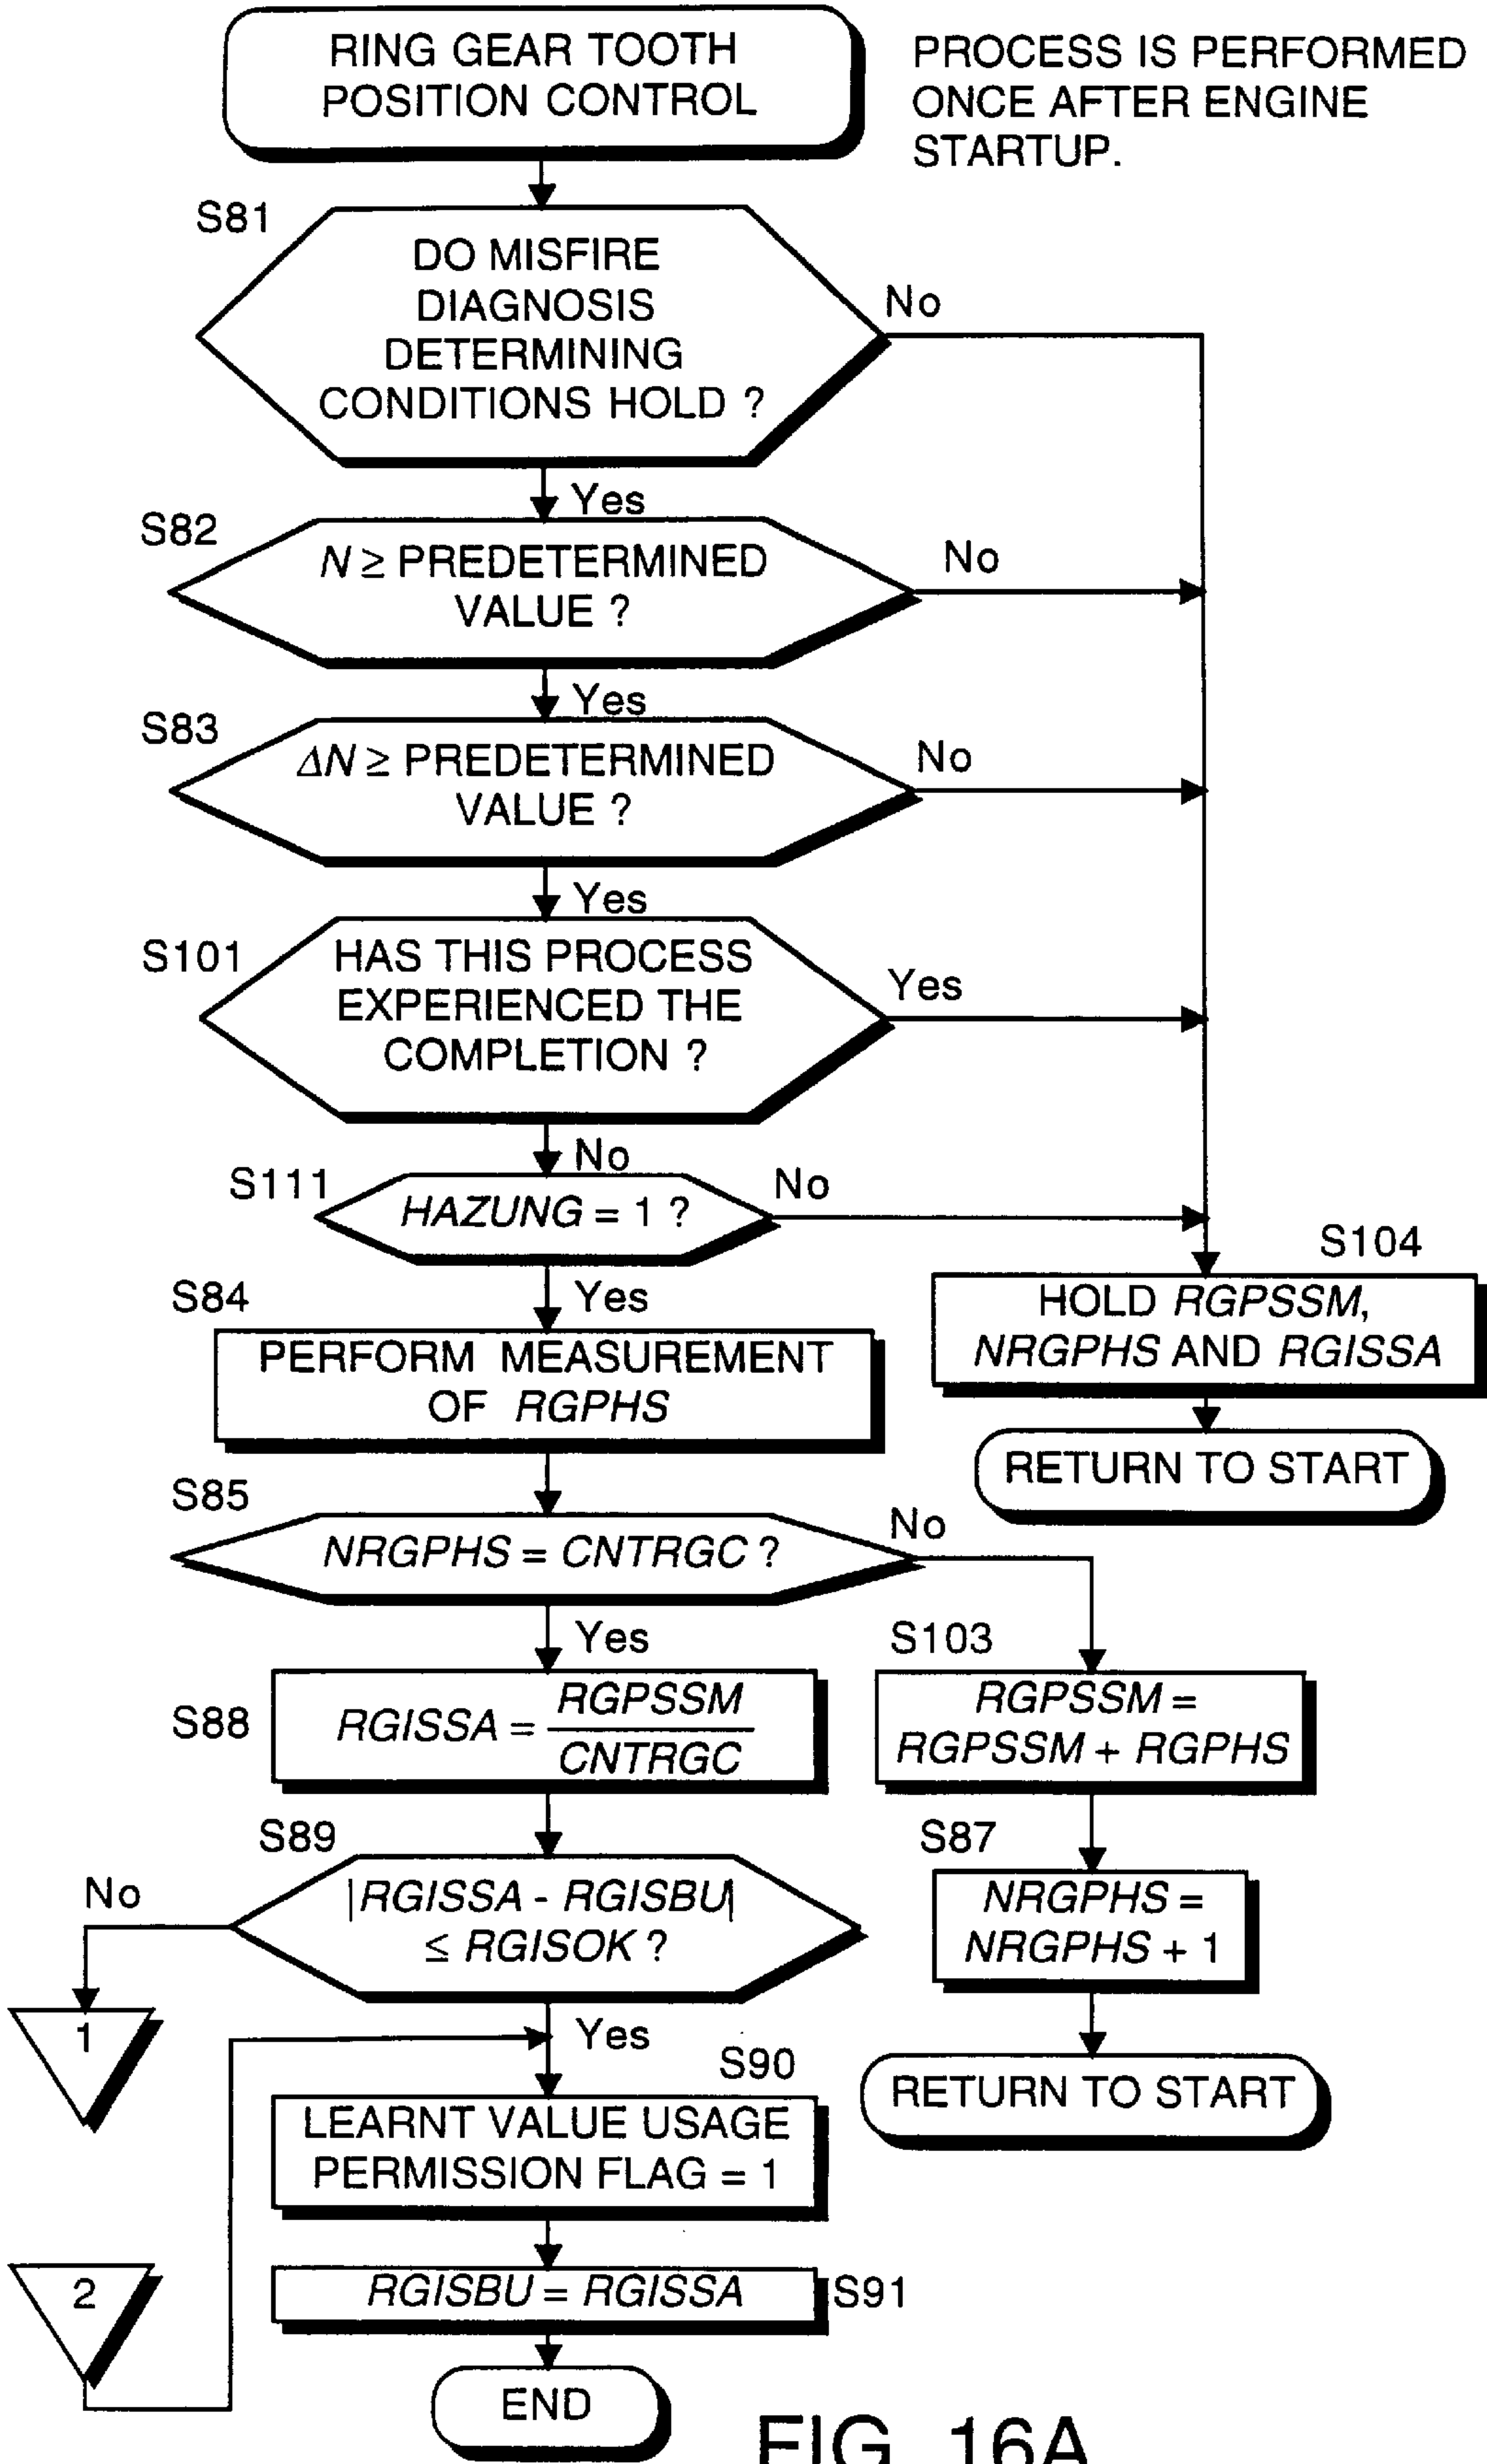 RING GEAR TOOTH
POSITION CONTROL
PROCESS IS PERFORMED
ONCE AFTER ENGINE
STARTUP.
S81
DO MISFIRE
DIAGNOSIS
DETERMINING
CONDITIONS HOLD ?
No
Yes
S82
N ≥ PREDETERMINED
VALUE ?
No
Yes
S83
ΔN ≥ PREDETERMINED
VALUE ?
No
Yes
S101
HAS THIS PROCESS
EXPERIENCED THE
COMPLETION ?
Yes
No
S111
HAZUNG = 1 ?
No
Yes
S104
HOLD RGPSSM,
NRGPHS AND RGISSA
RETURN TO START
S84
PERFORM MEASUREMENT
OF RGPHS
S85
NRGPHS = CNTRGC ?
No
Yes
S103
RGPSSM =
RGPSSM + RGPHS
S88
RGISSA = RGPSSM
CNTRGC
S87
NRGPHS =
NRGPHS + 1
RETURN TO START
S89
|RGISSA - RGISBU|
≤ RGISOK ?
No
1
Yes
S90
LEARNT VALUE USAGE
PERMISSION FLAG = 1
2
RGISBU = RGISSA
S91
END
FIG. 16A